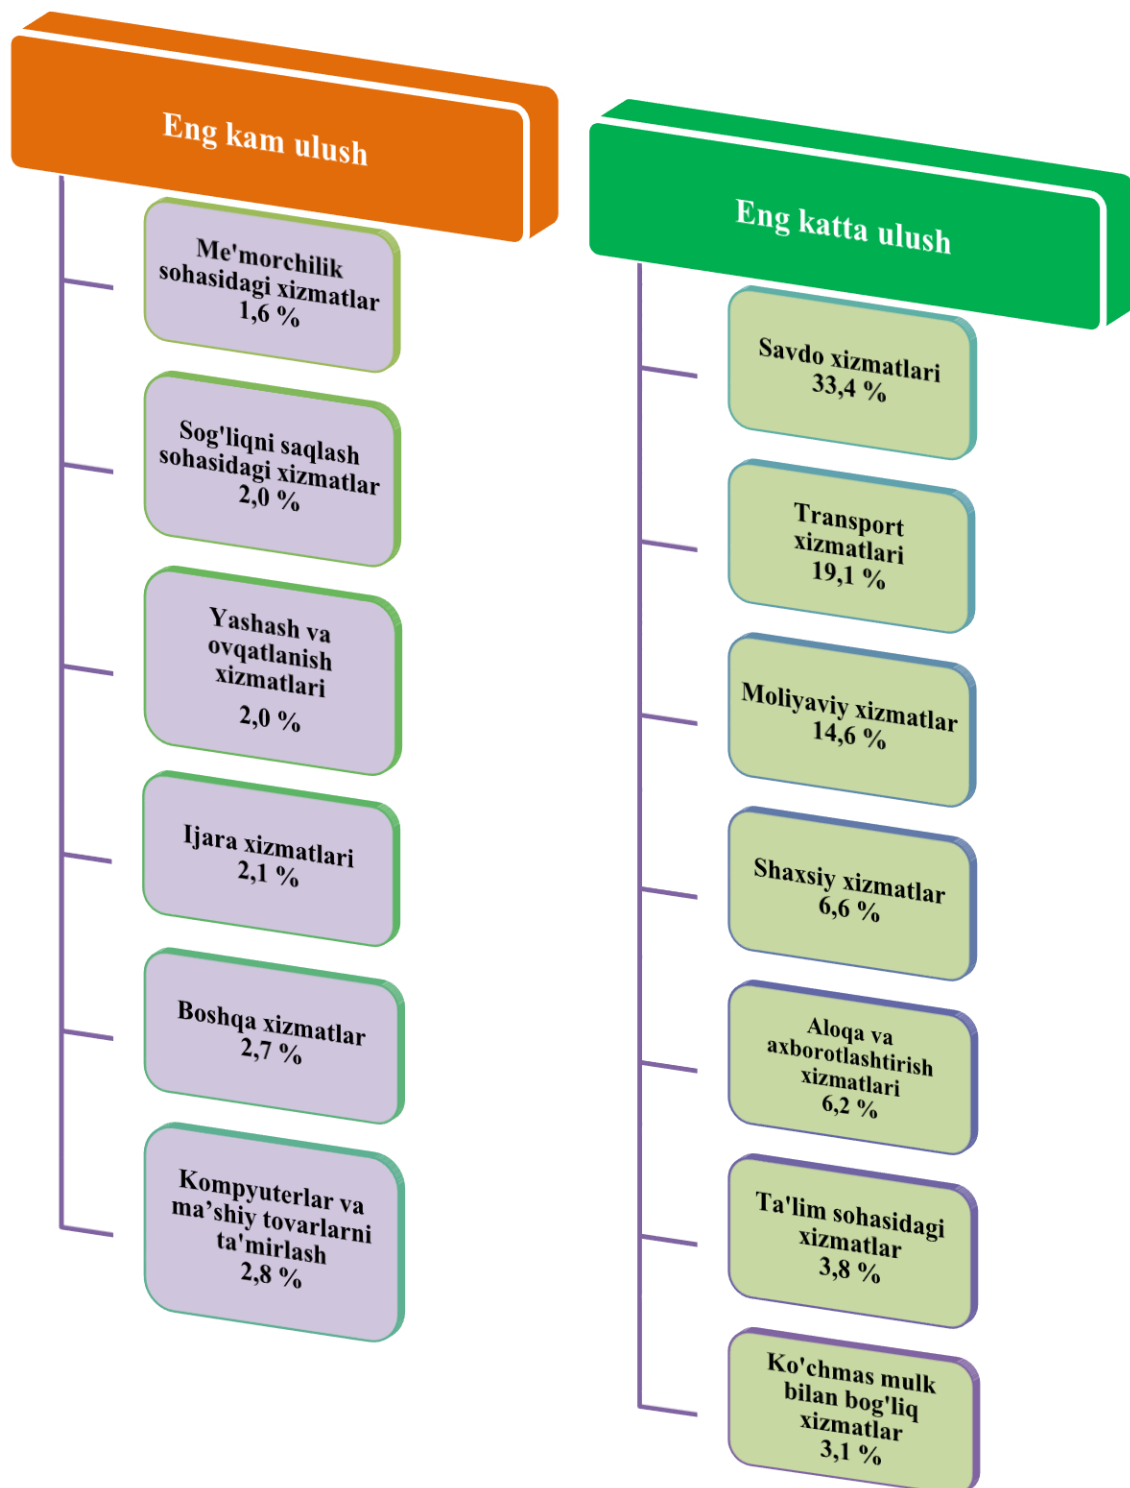 Eng kam ulush
Me'morchilik
sohasidagi xizmatlar
1,6 %
Sog'liqni saqlash
sohasidagi xizmatlar
2,0 %
Yashash va
ovqatlanish
xizmatlari
2,0 %
Ijara xizmatlari
2,1 %
Boshqa xizmatlar
2,7 %
Kompyuterlar va
ma’shiy tovarlarni
ta'mirlash
2,8 %
Eng katta ulush
Savdo xizmatlari
33,4 %
Transport
xizmatlari
19,1 %
Moliyaviy xizmatlar
14,6 %
Shaxsiy xizmatlar
6,6 %
Aloqa va
axborotlashtirish
xizmatlari
6,2 %
Ta'lim sohasidagi
xizmatlar
3,8 %
Ko'chmas mulk
bilan bog'liq
xizmatlar
3,1 %